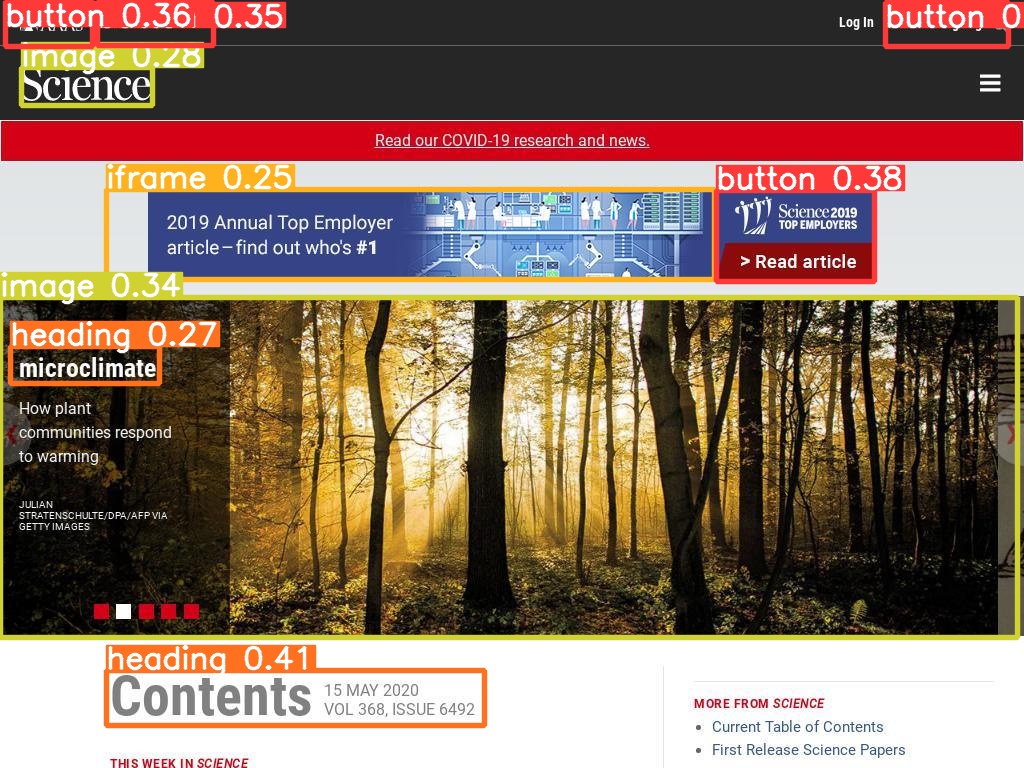 button 0.36
0.35
Log In
button 0
image 0.28
Science
Read our COVID-19 research and news.
iframe 0.25
button 0.38
2019 Annual Top Employer
article – find out who's #1
Science 2019
TOP EMPLOYERS
> Read article
image 0.34
heading 0.27
microclimate
How plant
communities respond
to warming
JULIAN
STRATENSCHULTE/DPA/AFP VIA
GETTY IMAGES
heading 0.41
Contents
15 MAY 2020
VOL 368, ISSUE 6492
MORE FROM SCIENCE
• Current Table of Contents
• First Release Science Papers
THIS WEEK IN SCIENCE